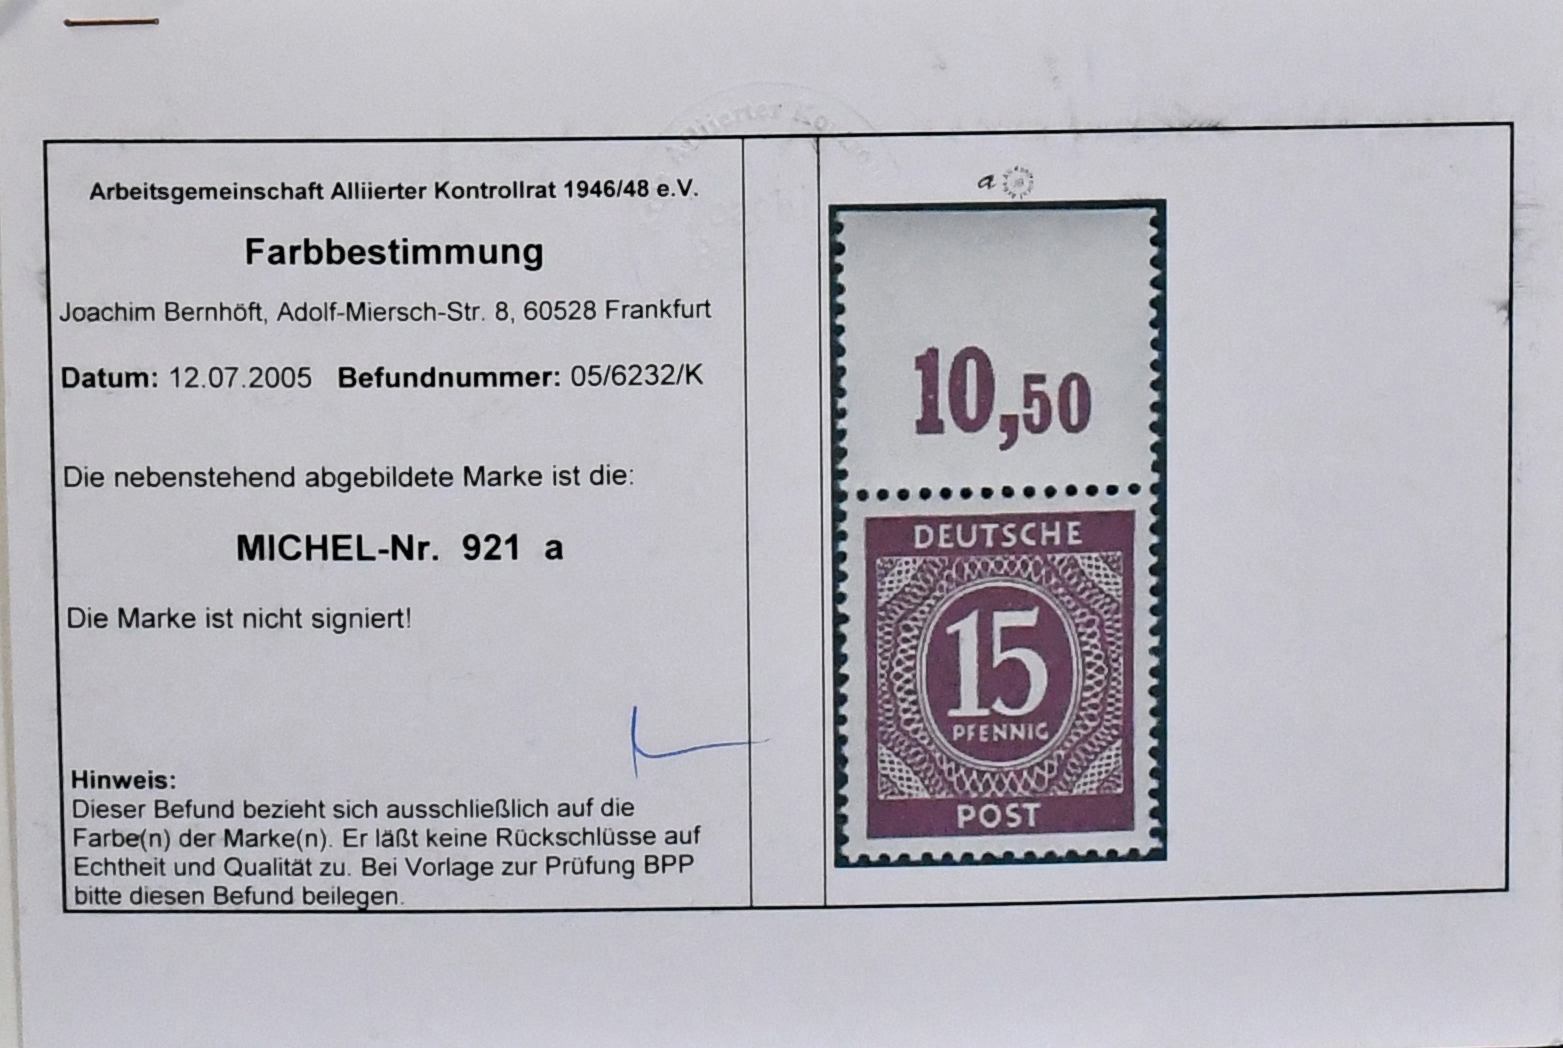 Alliierter
Arbeitsgemeinschaft Alliierter Kontrollrat 1946/48 e.V.
Farbbestimmung
Joachim Bernhöft, Adolf-Miersch-Str. 8, 60528 Frankfurt
Datum: 12.07.2005 Befundnummer: 05/6232/K
Die nebenstehend abgebildete Marke ist die:
MICHEL-Nr. 921 a
Die Marke ist nicht signiert!
Hinweis:
Dieser Befund bezieht sich ausschließlich auf die
Farbe(n) der Marke(n). Er läßt keine Rückschlüsse auf
Echtheit und Qualität zu. Bei Vorlage zur Prüfung BPP
bitte diesen Befund beilegen.
a
10,50
DEUTSCHE
15
PFENNIG
POST